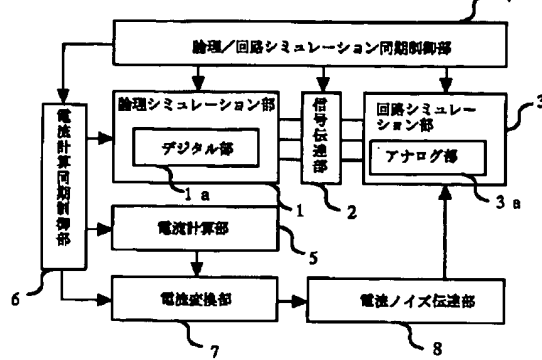 論理／回路シミュレーション同期制御部
論理シミュレーション部
デジタル部
1a
1
信号伝達部
2
回路シミュレー
ション部
アナログ部
3
3a
電流計算同期制御部
6
電流計算部
5
電流変換部
7
電流ノイズ伝達部
8